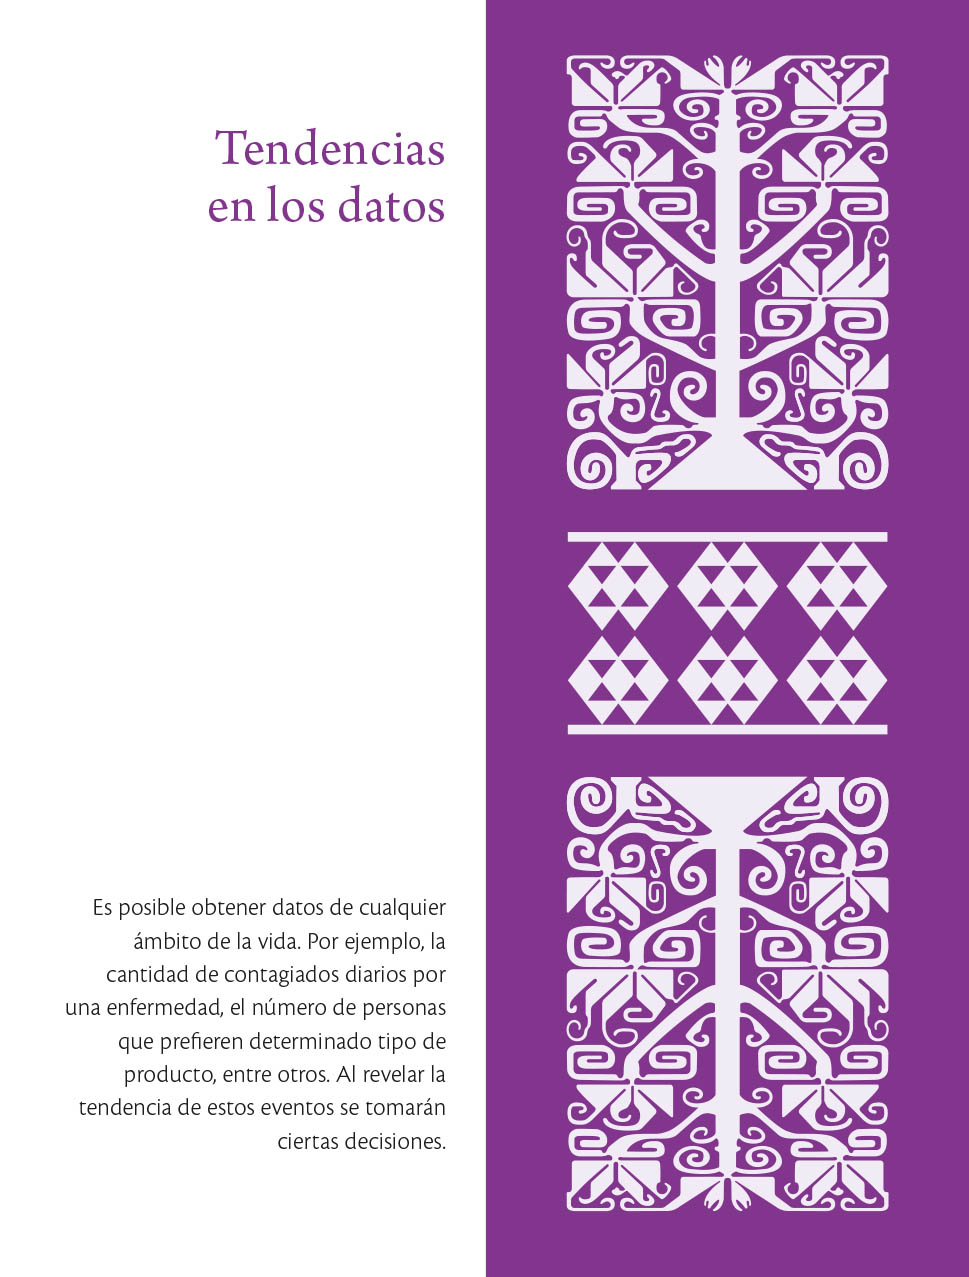 Tendencias
en los datos
Es posible obtener datos de cualquier
ámbito de la vida. Por ejemplo, la
cantidad de contagiados diarios por
una enfermedad, el número de personas
que prefieren determinado tipo de
producto, entre otros. Al revelar la
tendencia de estos eventos se tomarán
ciertas decisiones.